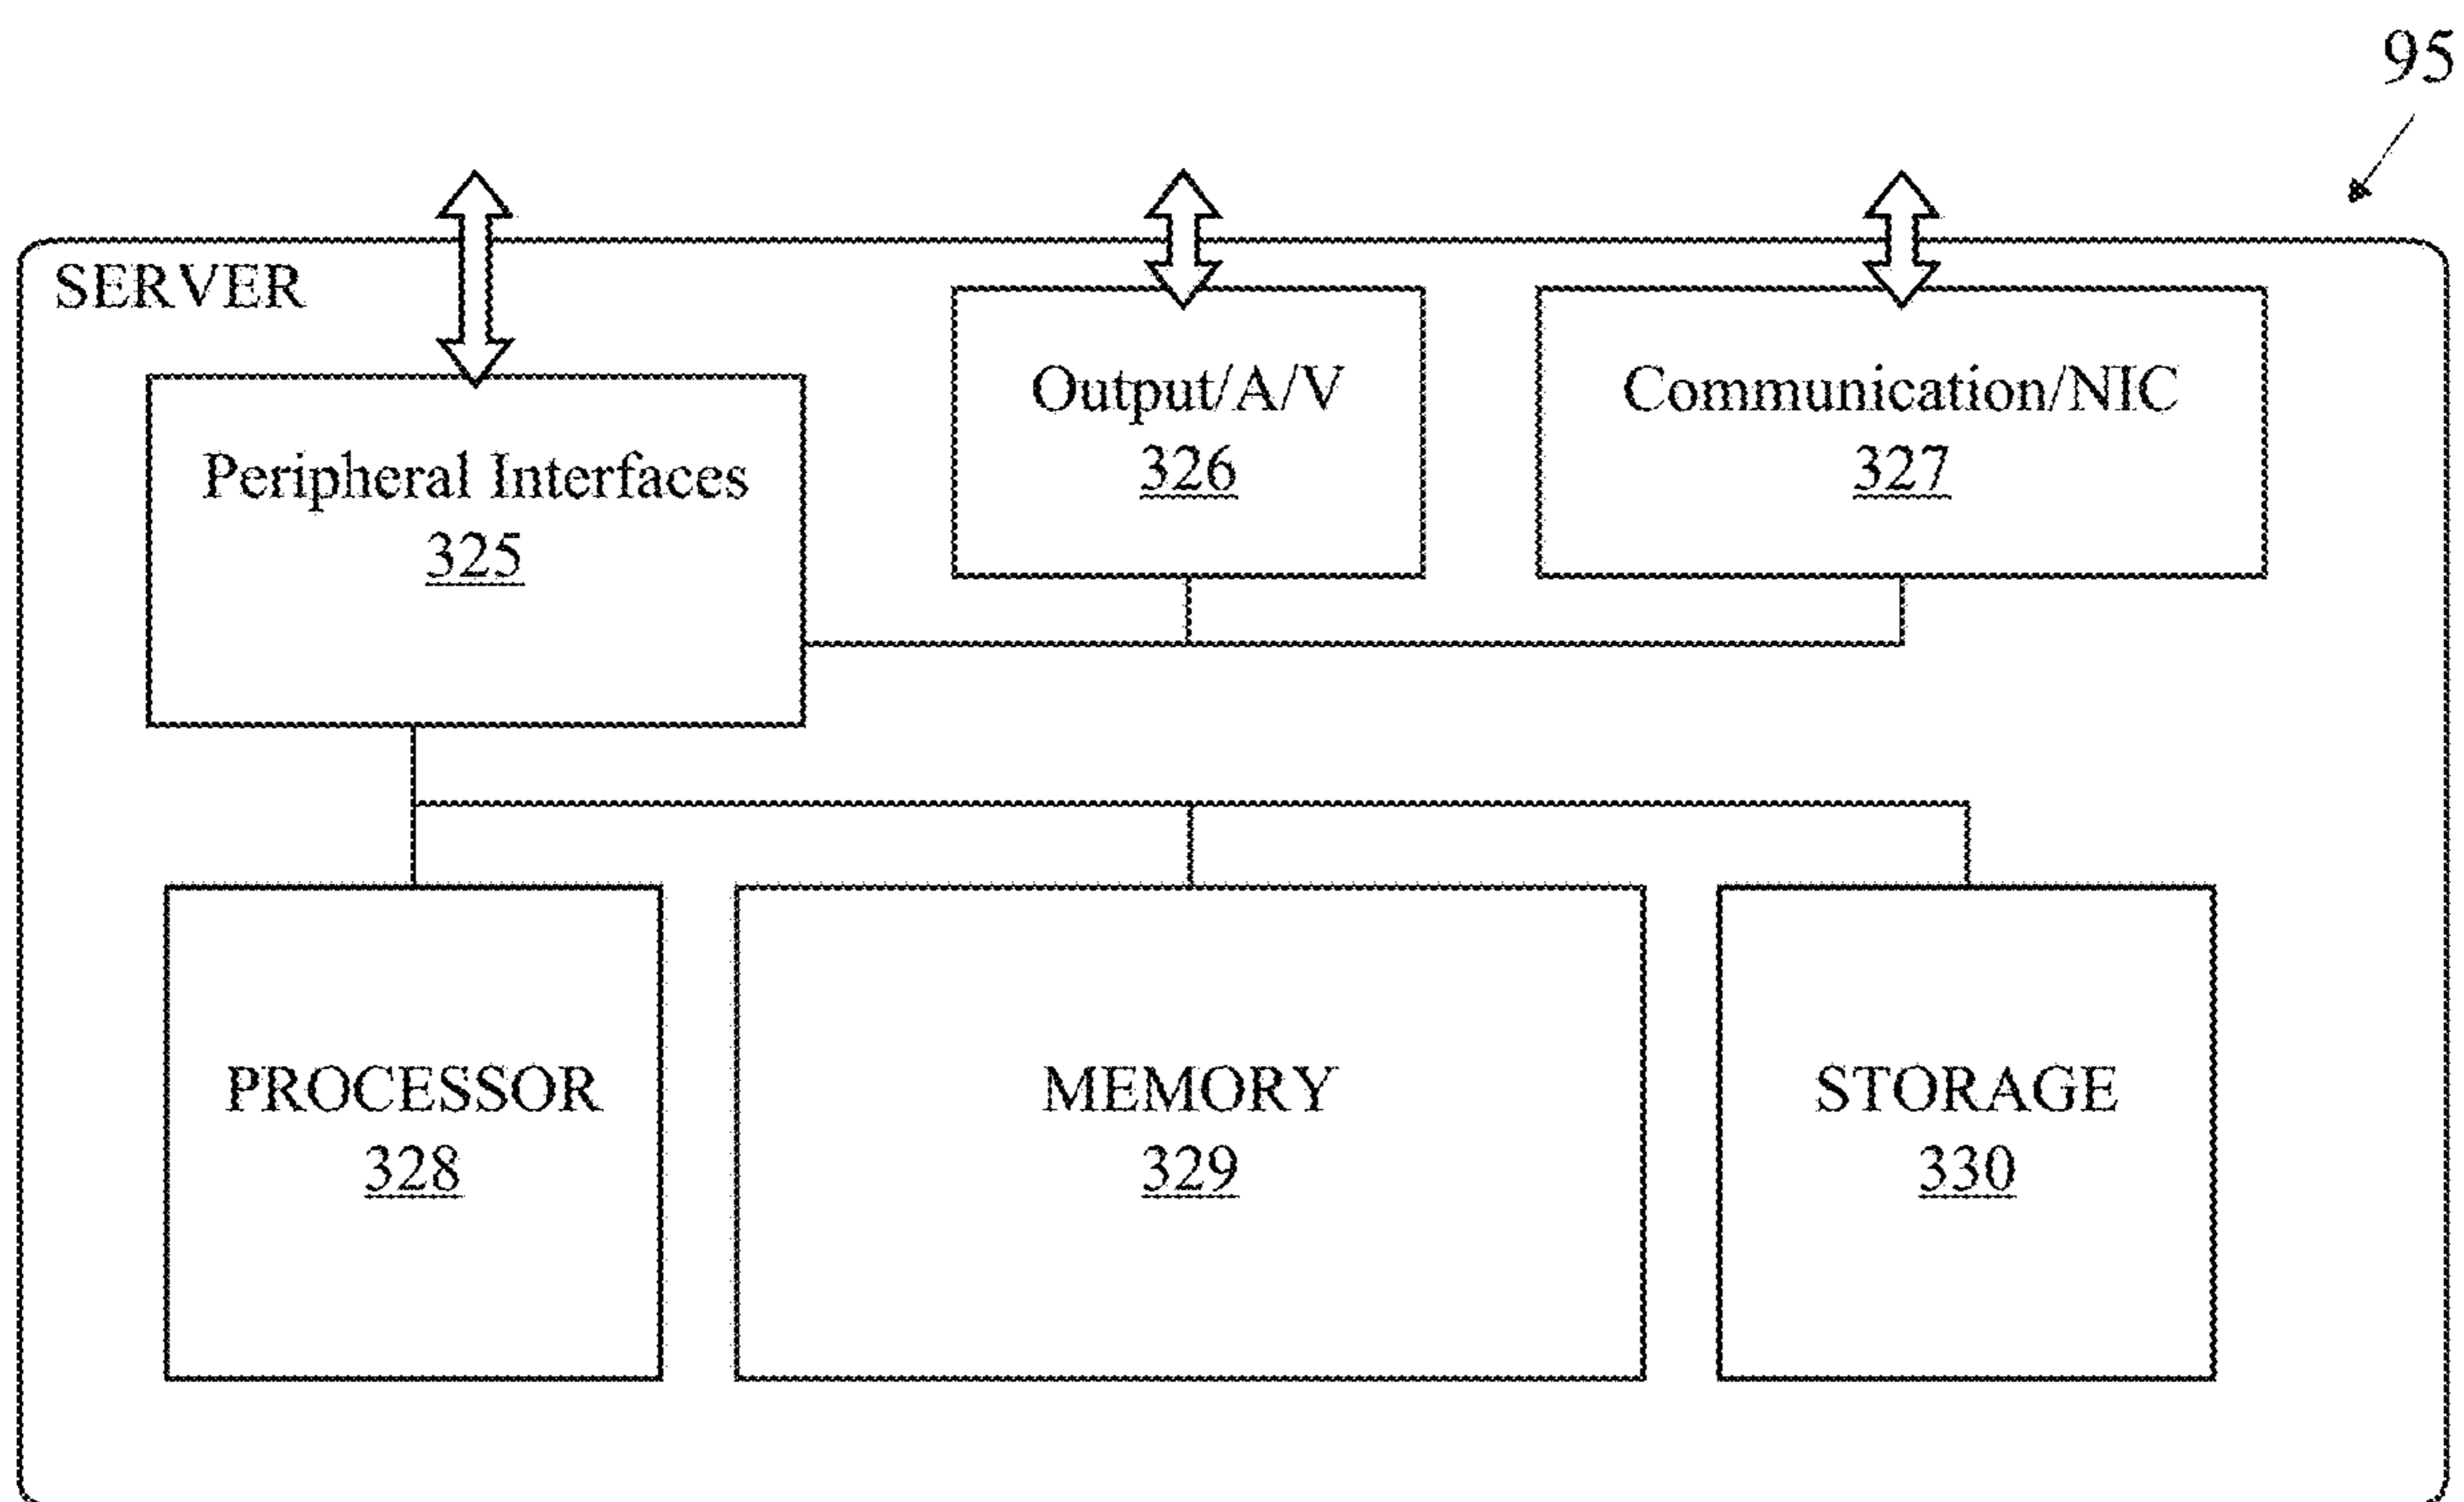 95
SERVER
Peripheral Interfaces
325
Output/A/V
326
Communication/NIC
327
PROCESSOR
328
MEMORY
329
STORAGE
330